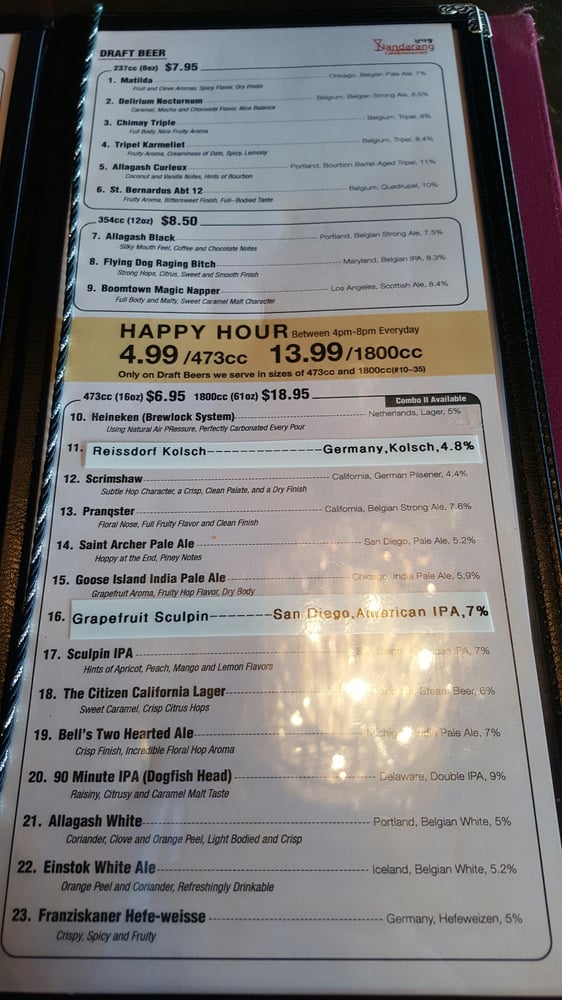 DRAFT BEER
Nandarang
237cc (8oz) $7.95
1. Matilda Chicago, Belgian Pale Ale, 7%
Fruit and Clove Aromas, Spicy Flavor, Dry Finish
2. Delirium Nocturnum Belgium, Belgian Strong Ale, 8.5%
Caramel, Mocha and Chocolate Flavor, Nice Balance
3. Chimay Triple Belgium, Tripel, 8%
Full Body, Nice Fruity Aroma
4. Tripel Karmeliet Belgium, Tripel, 8.4%
Fruity Aroma, Creaminess of Oats, Spicy, Lemony
5. Allagash Curieux Portland, Bourbon Barrel-Aged Tripel, 11%
Coconut and Vanilla Notes, Hints of Bourbon
6. St. Bernardus Abt 12 Belgium, Quadrupel, 10%
Fruity Aroma, Bittersweet Finish, Full-Bodied Taste
354cc (12oz) $8.50
7. Allagash Black Portland, Belgian Strong Ale, 7.5%
Silky Mouth Feel, Coffee and Chocolate Notes
8. Flying Dog Raging Bitch Maryland, Belgian IPA, 8.3%
Strong Hops, Citrus, Sweet and Smooth Finish
9. Boomtown Magic Napper Los Angeles, Scottish Ale, 8.4%
Full Body and Malty, Sweet Caramel Malt Character
HAPPY HOUR Between 4pm-8pm Everyday
4.99/473cc 13.99/1800cc
Only on Draft Beers we serve in sizes of 473cc and 1800cc(#10~35)
473cc (16oz) $6.95 1800cc (61oz) $18.95
Combo II Available
10. Heineken (Brewlock System) Netherlands, Lager, 5%
Using Natural Air PRessure, Perfectly Carbonated Every Pour
11. Reissdorf Kolsch---------------Germany,Kolsch,4.8%
12. Scrimshaw California, German Pilsener, 4.4%
Subtle Hop Character, a Crisp, Clean Palate, and a Dry Finish
13. Pranqster California, Belgian Strong Ale, 7.6%
Floral Nose, Full Fruity Flavor and Clean Finish
14. Saint Archer Pale Ale San Diego, Pale Ale, 5.2%
Hoppy at the End, Piney Notes
15. Goose Island India Pale Ale Chicago, India Pale Ale, 5.9%
Grapefruit Aroma, Fruity Hop Flavor, Dry Body
16. Grapefruit Sculpin--------San Diego,American IPA,7%
17. Sculpin IPA IPA, 7%
Hints of Apricot, Peach, Mango and Lemon Flavors
18. The Citizen California Lager Steam Beer, 6%
Sweet Caramel, Crisp Citrus Hops
19. Bell's Two Hearted Ale Michigan, India Pale Ale, 7%
Crisp Finish, Incredible Floral Hop Aroma
20. 90 Minute IPA (Dogfish Head) Delaware, Double IPA, 9%
Raisiny, Citrusy and Caramel Malt Taste
21. Allagash White Portland, Belgian White, 5%
Coriander, Clove and Orange Peel, Light Bodied and Crisp
22. Einstok White Ale Iceland, Belgian White, 5.2%
Orange Peel and Coriander, Refreshingly Drinkable
23. Franziskaner Hefe-weisse Germany, Hefeweizen, 5%
Crispy, Spicy and Fruity